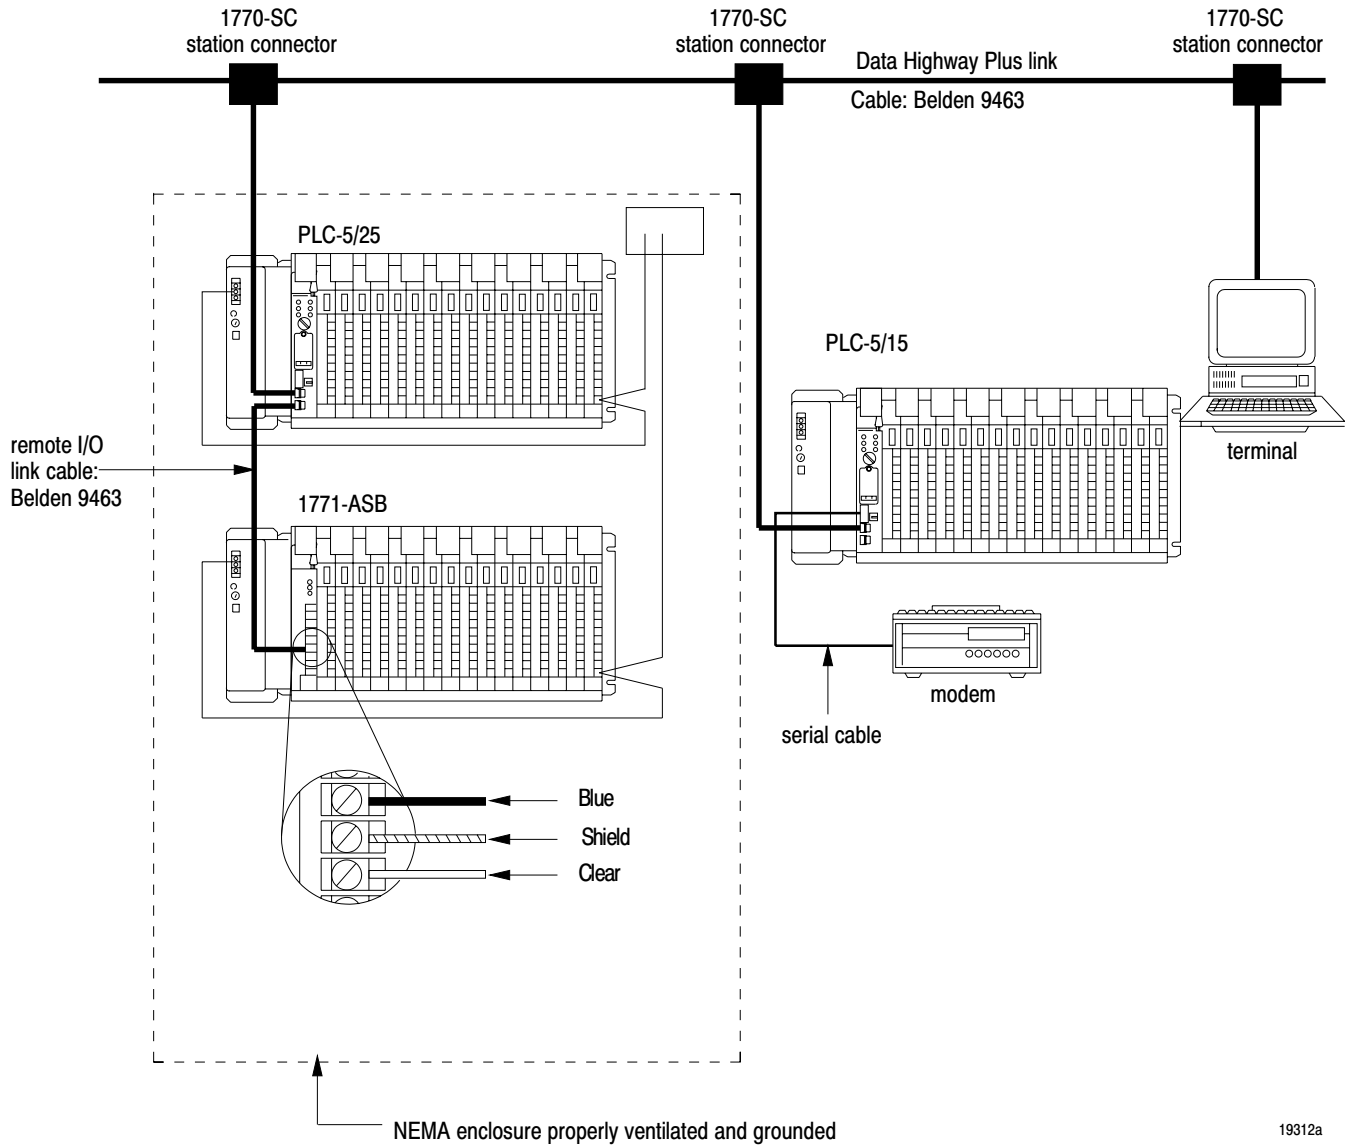 1770-SC
station connector
1770-SC
station connector
1770-SC
station connector
Data Highway Plus link
Cable: Belden 9463
PLC-5/25
PLC-5/15
remote I/O
link cable:
Belden 9463
terminal
1771-ASB
modem
serial cable
Blue
Shield
Clear
NEMA enclosure properly ventilated and grounded
19312a